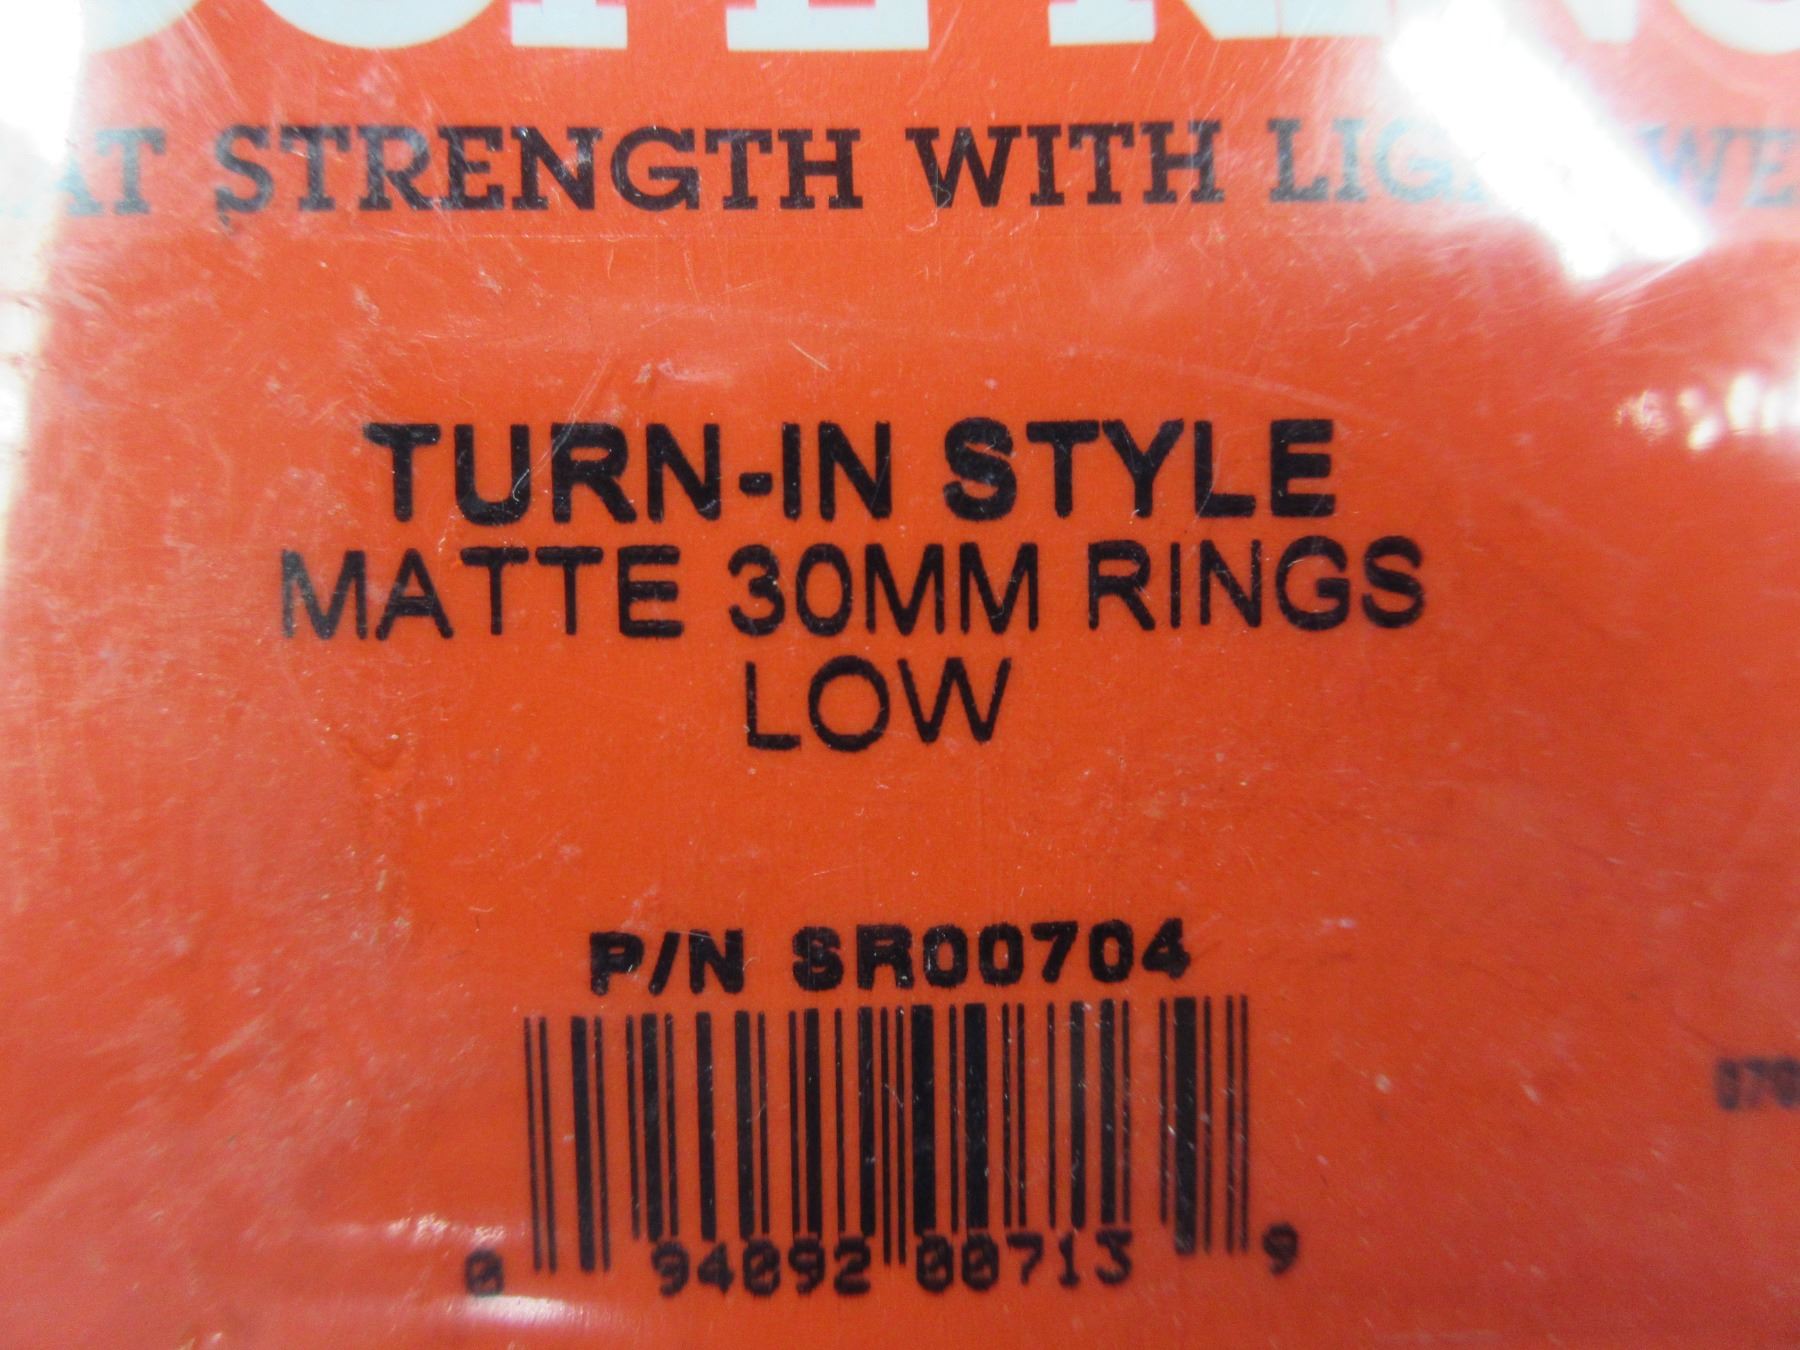 STRENGTH WITH
TURN-IN STYLE
MATTE 30MM RINGS
LOW
P/N SR00704
0 94092 00713 9